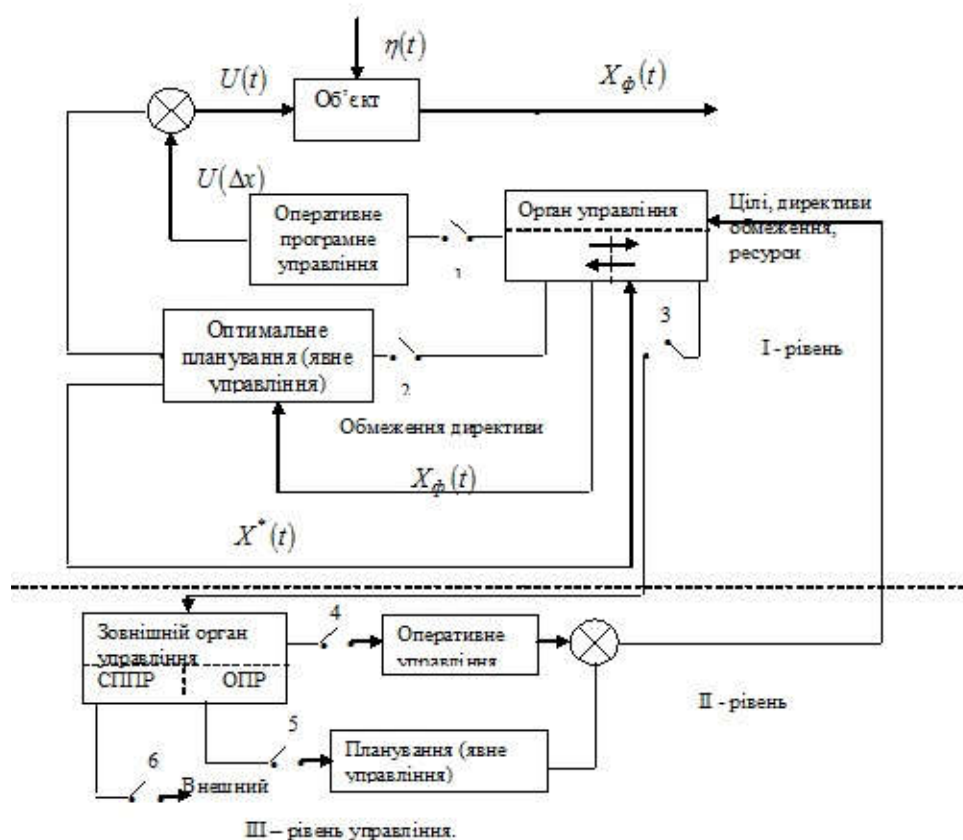 η(t)
U(t)
X_ф(t)
Об'єкт
U(Δx)
Оперативне
програмне
управління
1
Орган управління
Цілі, директиви
обмеження,
ресурси
3
І - рівень
Оптимальне
планування (явне
управління)
2
Обмеження директиви
X_ф(t)
X*(t)
Зовнішній орган
управління
СППР
ОПР
4
Оперативне
управління
ІІ - рівень
5
Планування (явне
управління)
6
Внешний
ІІІ – рівень управління.